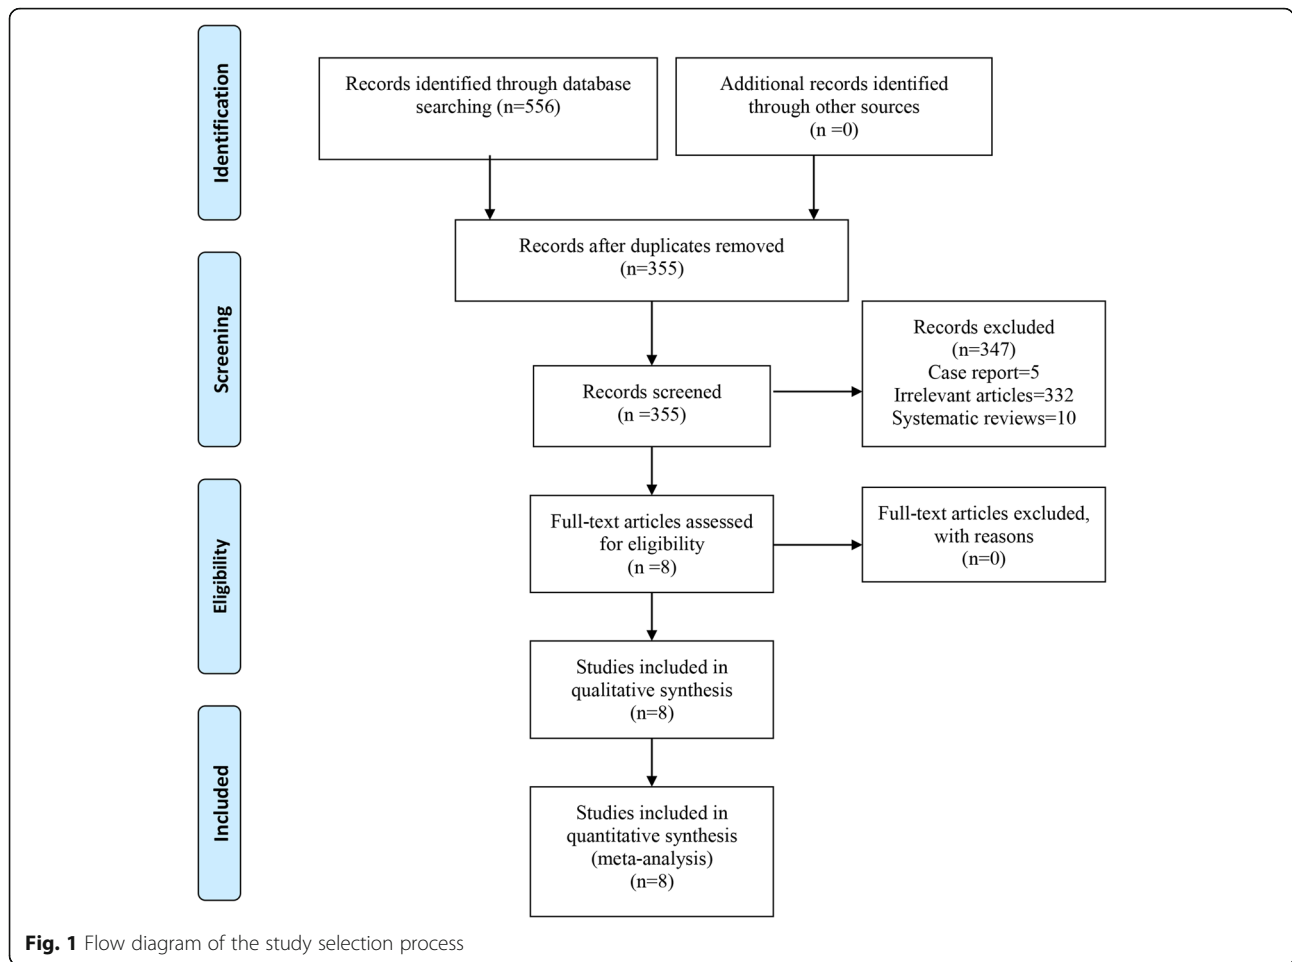 Identification
Records identified through database
searching (n=556)
Additional records identified
through other sources
(n =0)
Records after duplicates removed
(n=355)
Screening
Records screened
(n =355)
Records excluded
(n=347)
Case report=5
Irrelevant articles=332
Systematic reviews=10
Eligibility
Full-text articles assessed
for eligibility
(n =8)
Full-text articles excluded,
with reasons
(n=0)
Studies included in
qualitative synthesis
(n=8)
Included
Studies included in
quantitative synthesis
(meta-analysis)
(n=8)
Fig. 1 Flow diagram of the study selection process